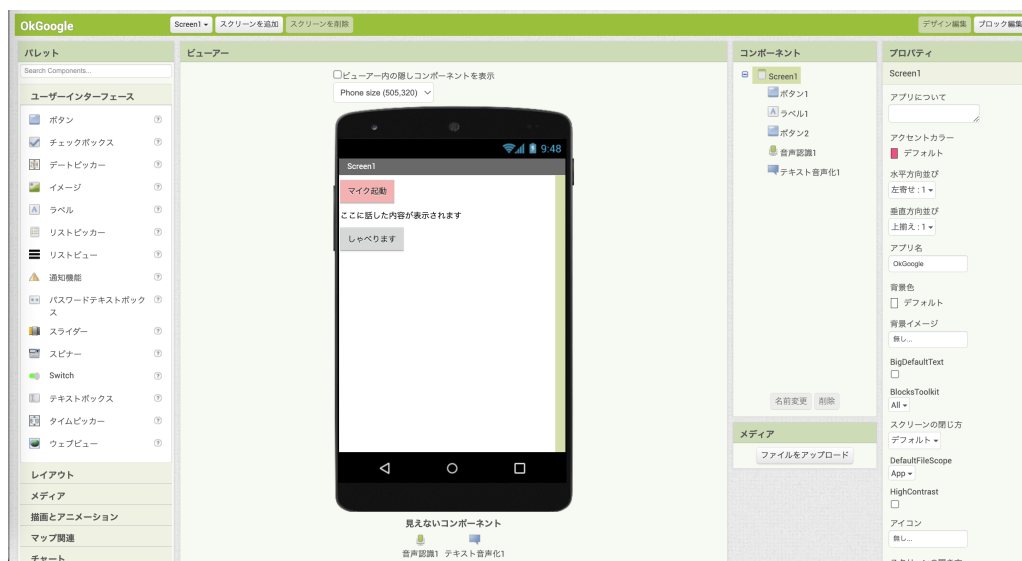 OkGoogle
Screen1
スクリーンを追加
スクリーンを削除
デザイン編集
ブロック編集
パレット
Search Components...
ユーザーインターフェース
ボタン
チェックボックス
デートピッカー
イメージ
ラベル
リストピッカー
リストビュー
通知機能
パスワードテキストボック
ス
スライダー
スピナー
Switch
テキストボックス
タイムピッカー
ウェブビュー
レイアウト
メディア
描画とアニメーション
マップ関連
チャート
ビューアー
ビューアー内の隠しコンポーネントを表示
Phone size (505,320)
9:48
Screen1
マイク起動
ここに話した内容が表示されます
しゃべります
見えないコンポーネント
音声認識1 テキスト音声化1
コンポーネント
Screen1
ボタン1
ラベル1
ボタン2
音声認識1
テキスト音声化1
名前変更 削除
メディア
ファイルをアップロード
プロパティ
Screen1
アプリについて
アクセントカラー
デフォルト
水平方向並び
左寄せ : 1
垂直方向並び
上揃え : 1
アプリ名
OkGoogle
背景色
デフォルト
背景イメージ
無し...
BigDefaultText
BlocksToolkit
All
スクリーンの閉じ方
デフォルト
DefaultFileScope
App
HighContrast
アイコン
無し...